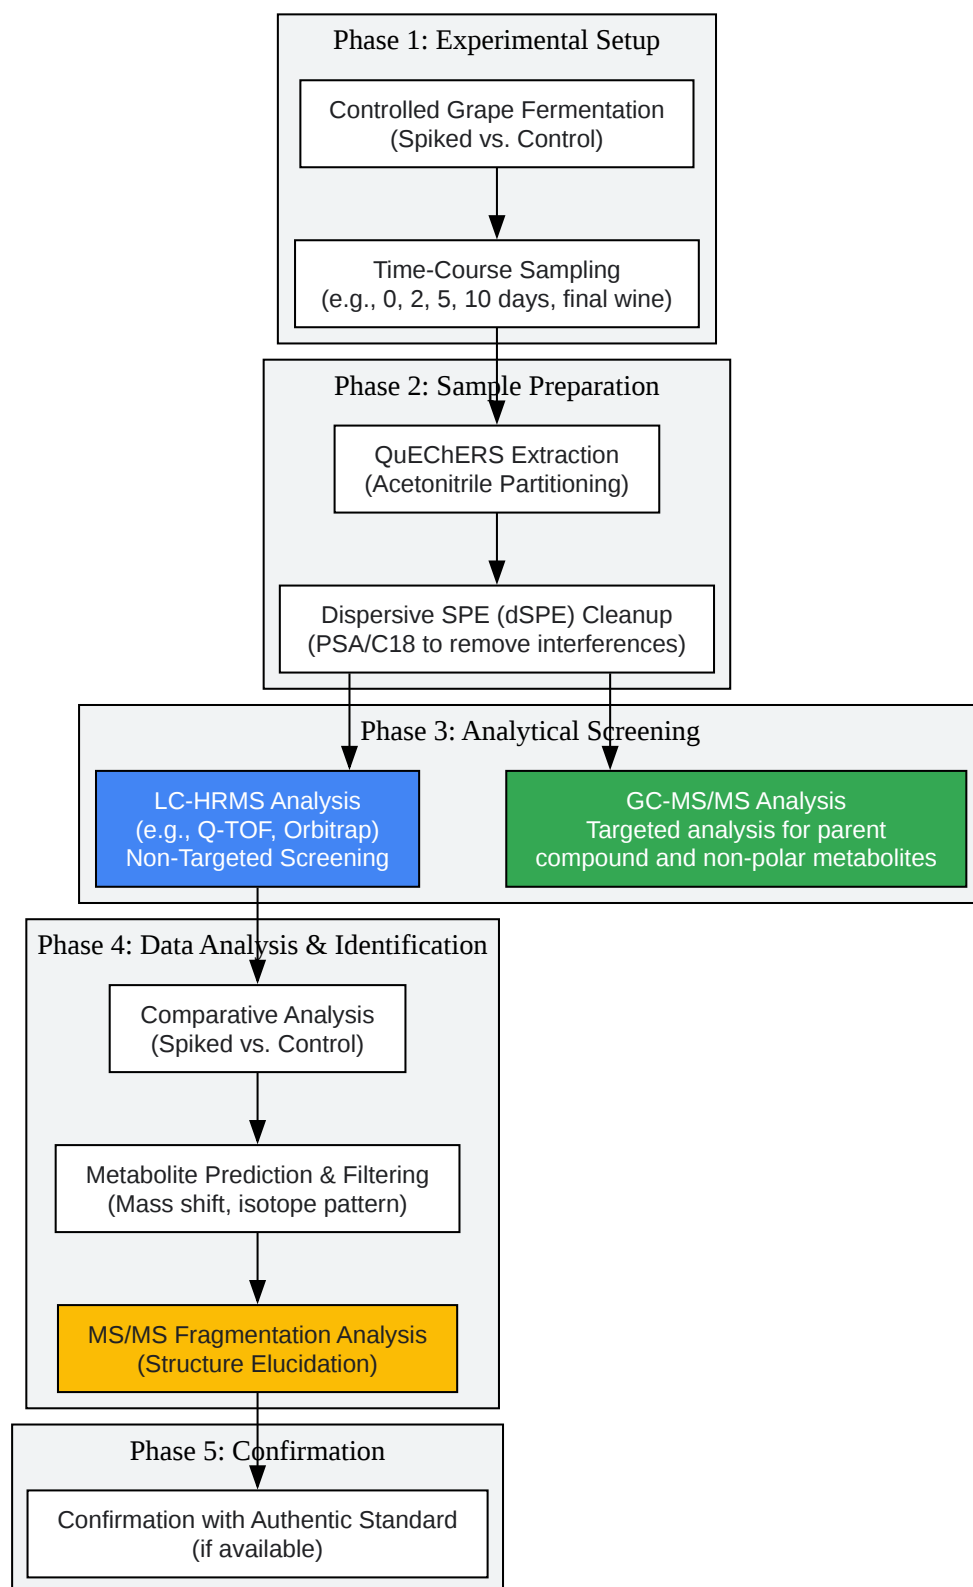 Phase 1: Experimental Setup
Controlled Grape Fermentation
(Spiked vs. Control)
Time-Course Sampling
(e.g., 0, 2, 5, 10 days, final wine)
Phase 2: Sample Preparation
QuEChERS Extraction
(Acetonitrile Partitioning)
Dispersive SPE (dSPE) Cleanup
(PSA/C18 to remove interferences)
Phase 3: Analytical Screening
LC-HRMS Analysis
(e.g., Q-TOF, Orbitrap)
Non-Targeted Screening
GC-MS/MS Analysis
Targeted analysis for parent
compound and non-polar metabolites
Phase 4: Data Analysis & Identification
Comparative Analysis
(Spiked vs. Control)
Metabolite Prediction & Filtering
(Mass shift, isotope pattern)
MS/MS Fragmentation Analysis
(Structure Elucidation)
Phase 5: Confirmation
Confirmation with Authentic Standard
(if available)